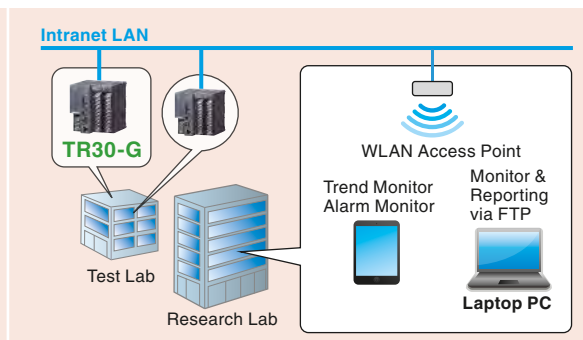 Intranet LAN
TR30-G
WLAN Access Point
Trend Monitor
Alarm Monitor
Monitor &
Reporting
via FTP
Laptop PC
Test Lab
Research Lab